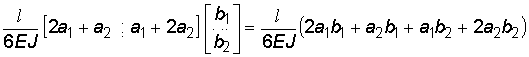 l/6EJ [2a₁ + a₂ ⋮ a₁ + 2a₂] [b₁ … b₂] = l/6EJ (2a₁b₁ + a₂b₁ + a₁b₂ + 2a₂b₂)